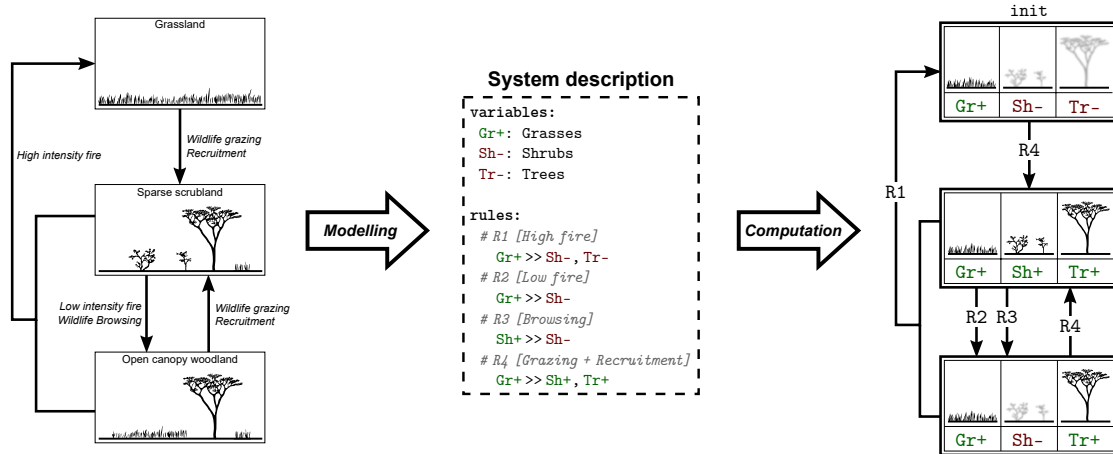 Grassland
High intensity fire
Wildlife grazing
Recruitment
Sparse scrubland
Low intensity fire
Wildlife Browsing
Wildlife grazing
Recruitment
Open canopy woodland
Modelling
System description
variables:
Gr+: Grasses
Sh-: Shrubs
Tr-: Trees
rules:
# R1 [High fire]
Gr+ >> Sh-, Tr-
# R2 [Low fire]
Gr+ >> Sh-
# R3 [Browsing]
Sh+ >> Sh-
# R4 [Grazing + Recruitment]
Gr+ >> Sh+, Tr+
Computation
init
Gr+ Sh- Tr-
R4
R1
Gr+ Sh+ Tr+
R2 R3 R4
Gr+ Sh- Tr+